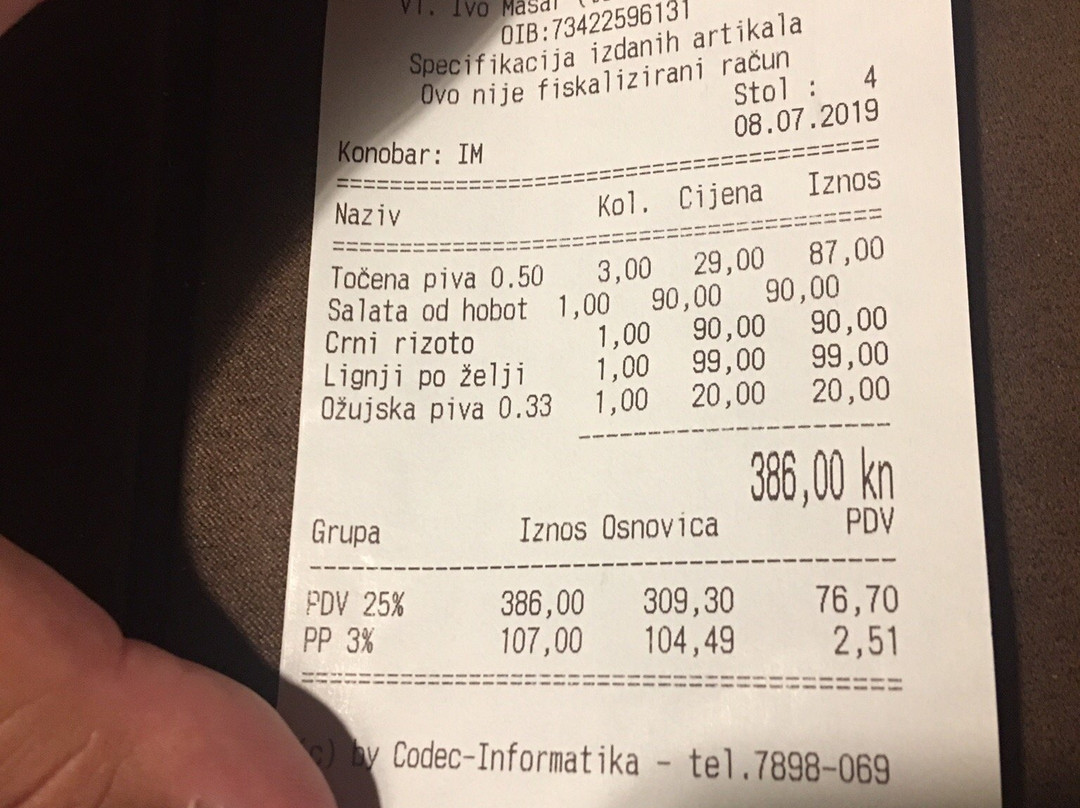 Vl. Ivo Mašal
OIB:73422596131
Specifikacija izdanih artikala
Ovo nije fiskalizirani račun
Stol : 4
08.07.2019
Konobar: IM
========================================
Naziv Kol. Cijena Iznos
========================================
Točena piva 0.50 3,00 29,00 87,00
Salata od hobot 1,00 90,00 90,00
Crni rizoto 1,00 90,00 90,00
Lignji po želji 1,00 99,00 99,00
Ožujska piva 0.33 1,00 20,00 20,00
----------------------
386,00 kn
Grupa Iznos Osnovica PDV
----------------------------------------
PDV 25% 386,00 309,30 76,70
PP 3% 107,00 104,49 2,51
========================================
(c) by Codec-Informatika - tel.7898-069